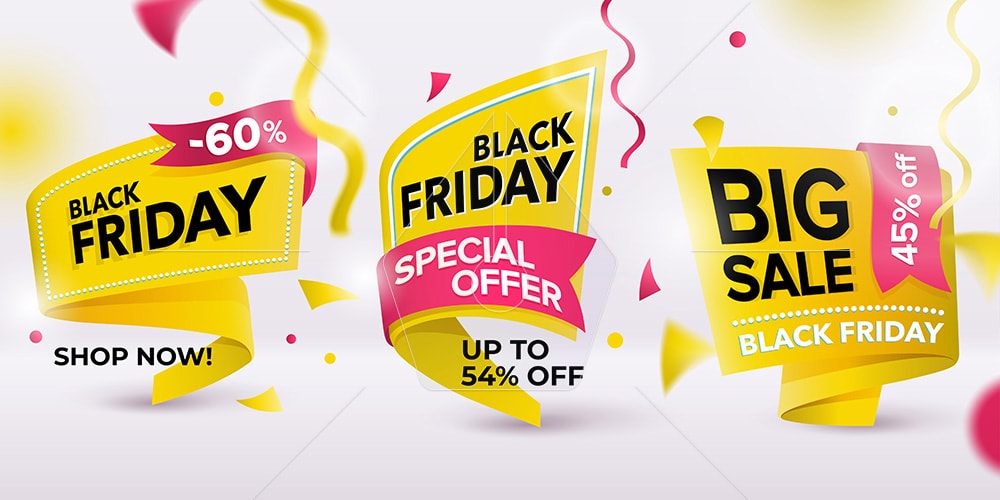 -60%
BLACK
FRIDAY
SHOP NOW!
BLACK
FRIDAY
SPECIAL
OFFER
UP TO
54% OFF
BIG
SALE
45% off
BLACK FRIDAY